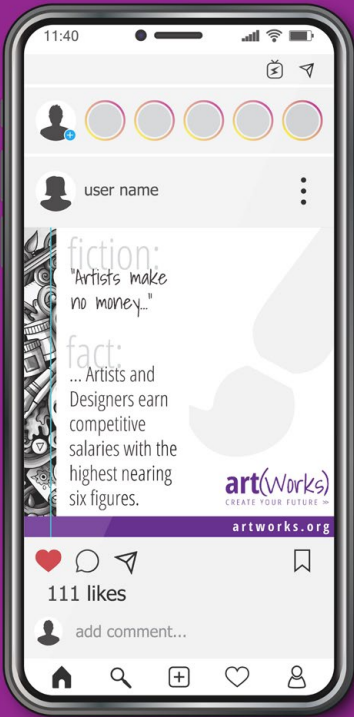 11:40
user name
fiction:
"Artists make
no money..."
fact:
... Artists and
Designers earn
competitive
salaries with the
highest nearing
six figures.
art(Works)
CREATE YOUR FUTURE >>
artworks.org
111 likes
add comment...